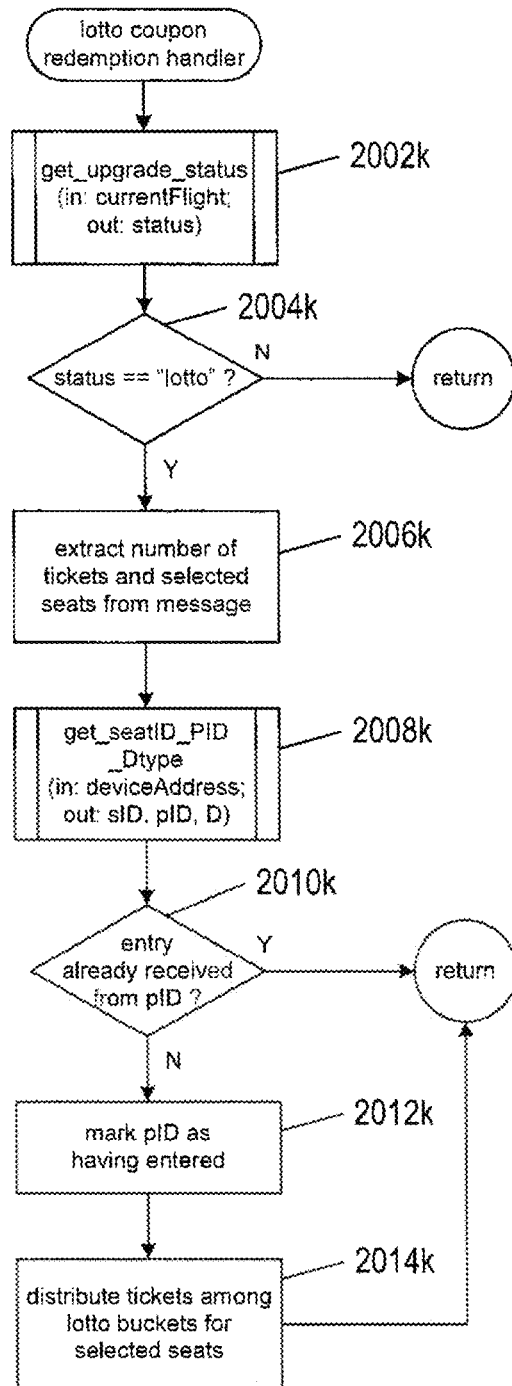 lotto coupon
redemption handler
get_upgrade_status
(in: currentFlight;
out: status)
2002k
2004k
status == "lotto" ?
N
return
Y
extract number of
tickets and selected
seats from message
2006k
get_seatID_PID
_Dtype
(in: deviceAddress;
out: sID, pID, D)
2008k
2010k
entry
already received
from pID ?
Y
return
N
mark pID as
having entered
2012k
distribute tickets among
lotto buckets for
selected seats
2014k